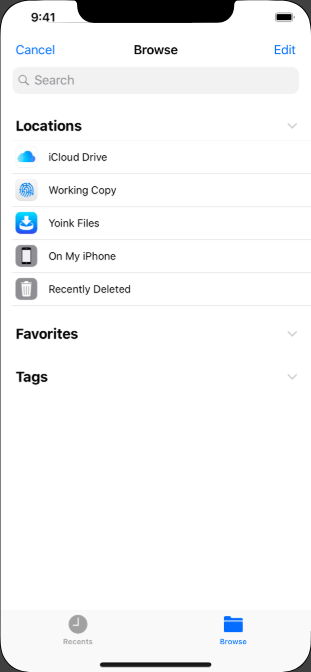 9:41
Cancel Browse Edit
Search
Locations
iCloud Drive
Working Copy
Yoink Files
On My iPhone
Recently Deleted
Favorites
Tags
Recents Browse